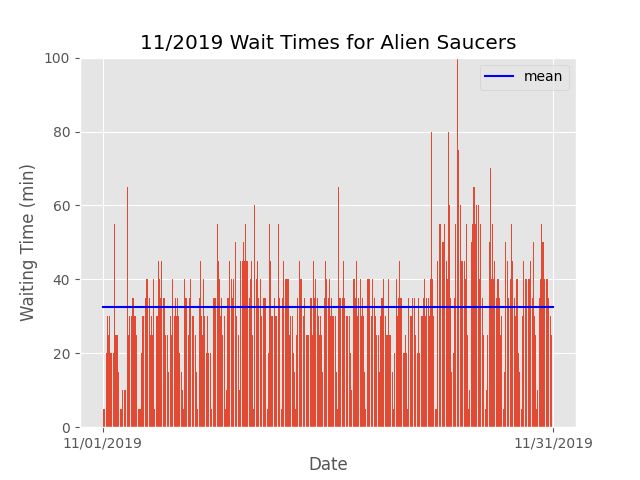 11/2019 Wait Times for Alien Saucers
mean
Waiting Time (min)
100
80
60
40
20
0
11/01/2019
11/31/2019
Date